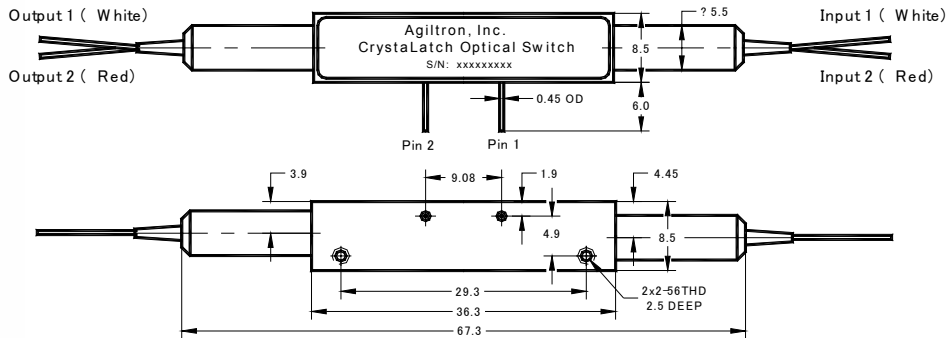 Output 1 ( White)
Agiltron, Inc.
CrystaLatch Optical Switch
S/N: xxxxxxxxx
8.5
? 5.5
Input 1 ( White)
Output 2 ( Red)
Input 2 ( Red)
0.45 OD
6.0
Pin 2
Pin 1
3.9
9.08
1.9
4.45
4.9
8.5
29.3
2x2-56THD
2.5 DEEP
36.3
67.3